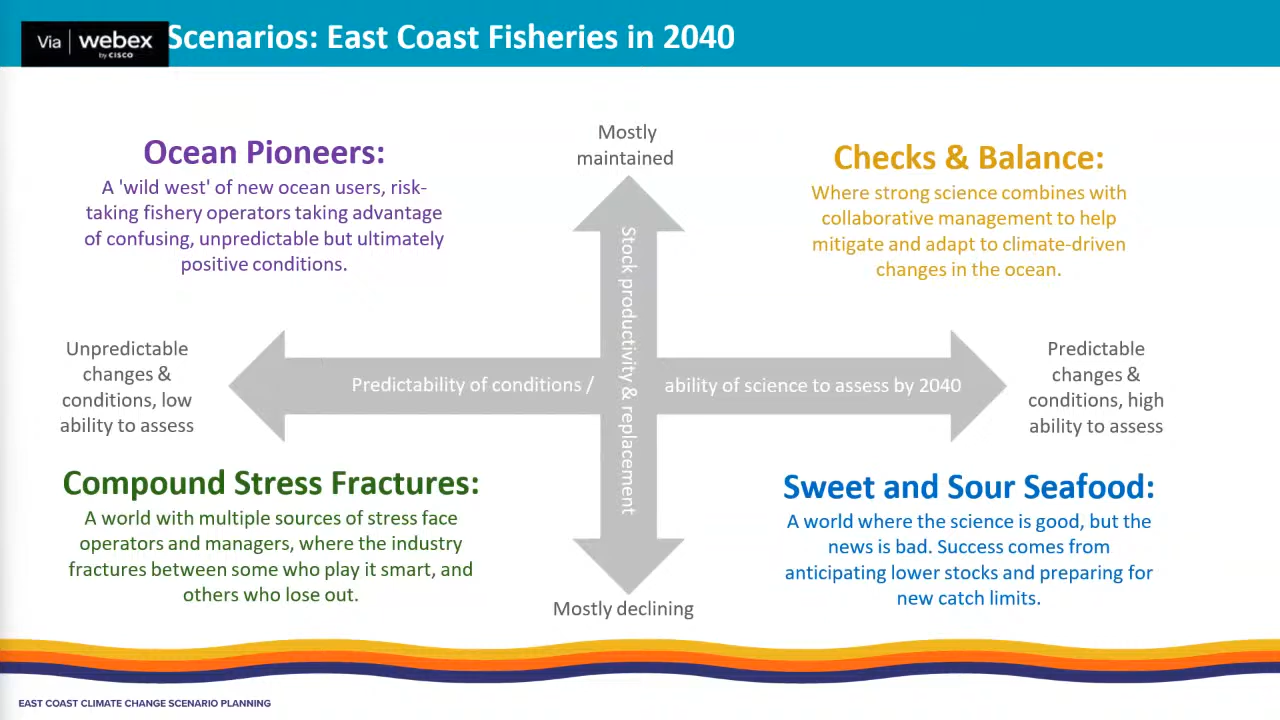 Via | webex
by CISCO
Scenarios: East Coast Fisheries in 2040
Mostly
maintained
Ocean Pioneers:
A 'wild west' of new ocean users, risk-
taking fishery operators taking advantage
of confusing, unpredictable but ultimately
positive conditions.
Checks & Balance:
Where strong science combines with
collaborative management to help
mitigate and adapt to climate-driven
changes in the ocean.
Stock productivity & replacement
Unpredictable
changes &
conditions, low
ability to assess
Predictability of conditions / ability of science to assess by 2040
Predictable
changes &
conditions, high
ability to assess
Compound Stress Fractures:
A world with multiple sources of stress face
operators and managers, where the industry
fractures between some who play it smart, and
others who lose out.
Sweet and Sour Seafood:
A world where the science is good, but the
news is bad. Success comes from
anticipating lower stocks and preparing for
new catch limits.
Mostly declining
EAST COAST CLIMATE CHANGE SCENARIO PLANNING